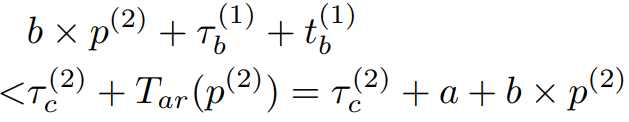 b × p^{(2)} + τ_b^{(1)} + t_b^{(1)}
<τ_c^{(2)} + T_{ar}(p^{(2)}) = τ_c^{(2)} + a + b × p^{(2)}